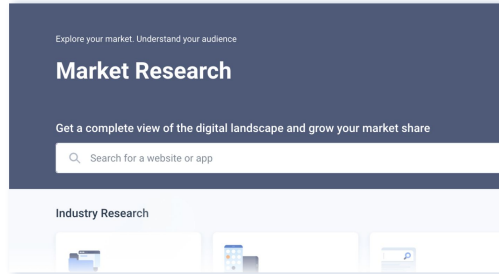 Explore your market. Understand your audience
Market Research
Get a complete view of the digital landscape and grow your market share
Search for a website or app
Industry Research